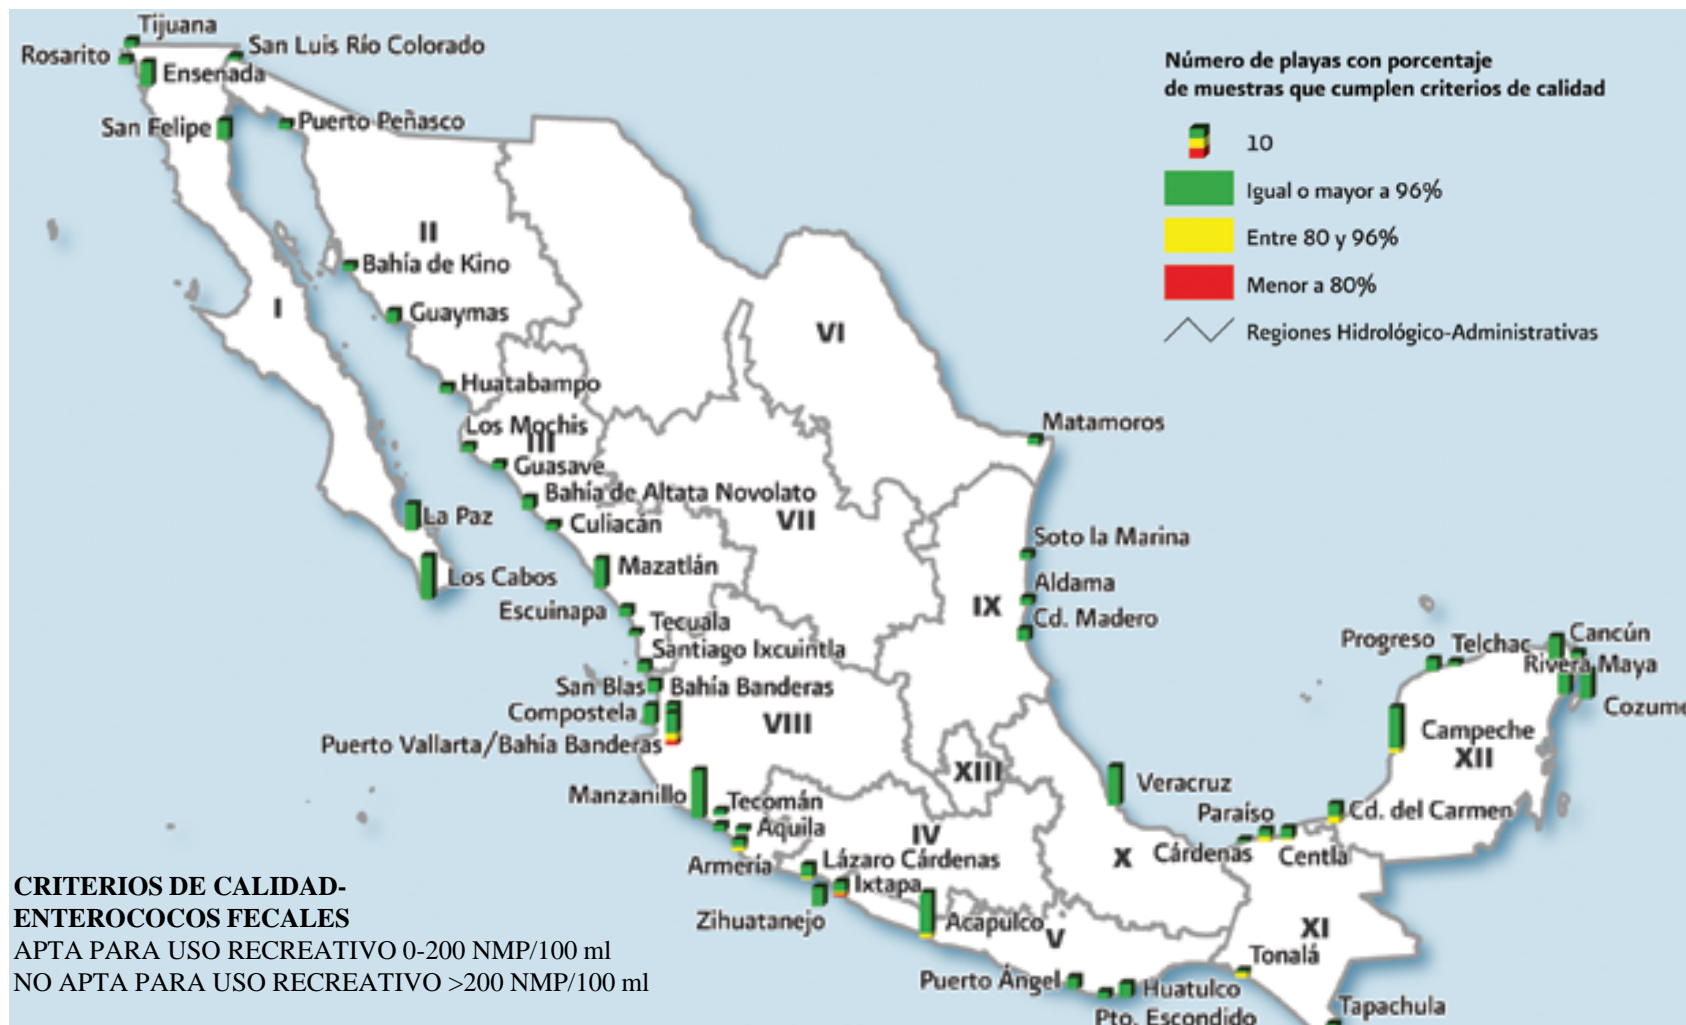 Tijuana
Rosarito
San Luis Río Colorado
Ensenada
San Felipe
Puerto Peñasco
Número de playas con porcentaje
de muestras que cumplen criterios de calidad
10
Igual o mayor a 96%
Entre 80 y 96%
Menor a 80%
Regiones Hidrológico-Administrativas
II
Bahía de Kino
I
Guaymas
VI
Huatabampo
Los Mochis
III
Guasave
Matamoros
Bahía de Altata Novolato
La Paz
Culiacán
VII
Soto la Marina
Mazatlán
Los Cabos
Aldama
Escuinapa
IX
Cd. Madero
Tecuala
Santiago Ixcuintla
Progreso
Telchac
Cancún
Rivera Maya
San Blas
Bahía Banderas
Compostela
VIII
Cozume
Puerto Vallarta/Bahía Banderas
Campeche
XII
XIII
Manzanillo
Veracruz
Tecomán
Paraíso
Cd. del Carmen
Aquila
IV
Armería
Lázaro Cárdenas
X
Cárdenas
Centla
Ixtapa
Zihuatanejo
Acapulco
V
XI
Tonalá
Puerto Ángel
Huatulco
Pto. Escondido
Tapachula
CRITERIOS DE CALIDAD-
ENTEROCOCOS FECALES
APTA PARA USO RECREATIVO 0-200 NMP/100 ml
NO APTA PARA USO RECREATIVO >200 NMP/100 ml